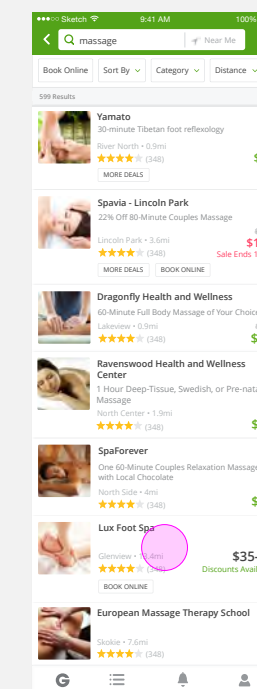 Sketch 9:41 AM 100%
massage Near Me
Book Online Sort By Category Distance
599 Results
Yamato
30-minute Tibetan foot reflexology
River North • 0.9mi
(348)
MORE DEALS
Spavia - Lincoln Park
22% Off 80-Minute Couples Massage
Lincoln Park • 3.6mi
$1
(348) Sale Ends 1
MORE DEALS BOOK ONLINE
Dragonfly Health and Wellness
60-Minute Full Body Massage of Your Choice
Lakeview • 0.9mi
(348) $
Ravenswood Health and Wellness
Center
1 Hour Deep-Tissue, Swedish, or Pre-nata
Massage
North Center • 1.9mi
(348) $
SpaForever
One 60-Minute Couples Relaxation Massage
with Local Chocolate
North Side • 4mi
(348) $
Lux Foot Spa
Glenview $35-
(348) Discounts Avail
BOOK ONLINE
European Massage Therapy School
Skokie • 7.6mi
(348)
G